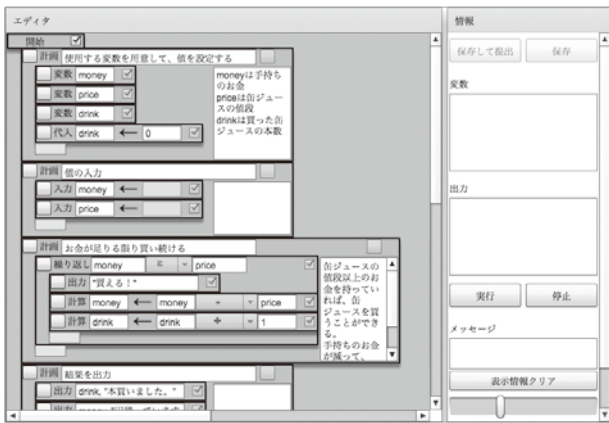 エディタ
開始
計画 使用する変数を用意して、値を設定する
変数 money
変数 price
変数 drink
代入 drink ← 0
moneyは手持ち
のお金
priceは缶ジュー
スの値段
drinkは買った缶
ジュースの本数
計画 値の入力
入力 money ←
入力 price ←
計画 お金が足りる限り買い続ける
繰り返し money ≧ price
出力 "買える！"
計算 money ← money - price
計算 drink ← drink + 1
缶ジュースの
値段以上のお
金を持ってい
れば、缶
ジュースを買
うことができ
る。
手持ちのお金
が減って、
計画 結果を出力
出力 drink, "本買いました。"
出力 money
情報
保存して提出 保存
変数
出力
実行 停止
メッセージ
表示情報クリア